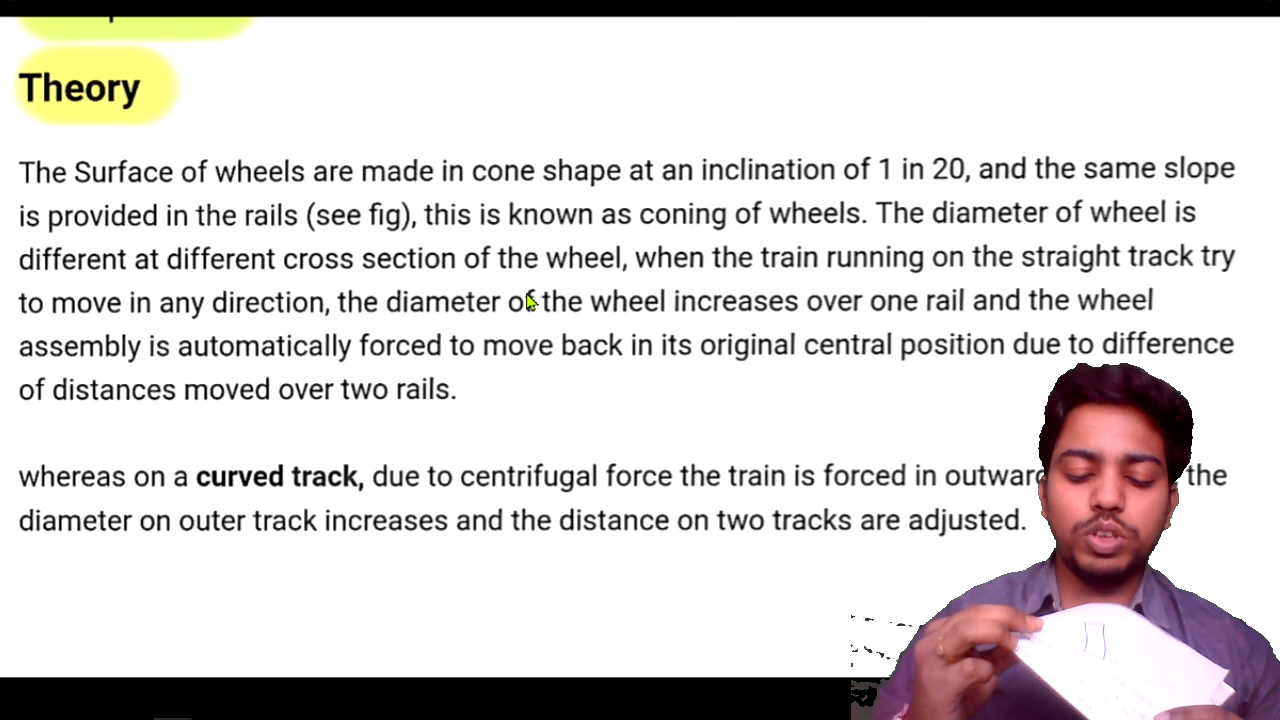 Theory
The Surface of wheels are made in cone shape at an inclination of 1 in 20, and the same slope
is provided in the rails (see fig), this is known as coning of wheels. The diameter of wheel is
different at different cross section of the wheel, when the train running on the straight track try
to move in any direction, the diameter of the wheel increases over one rail and the wheel
assembly is automatically forced to move back in its original central position due to difference
of distances moved over two rails.
whereas on a curved track, due to centrifugal force the train is forced in the
diameter on outer track increases and the distance on two tracks are adjusted.